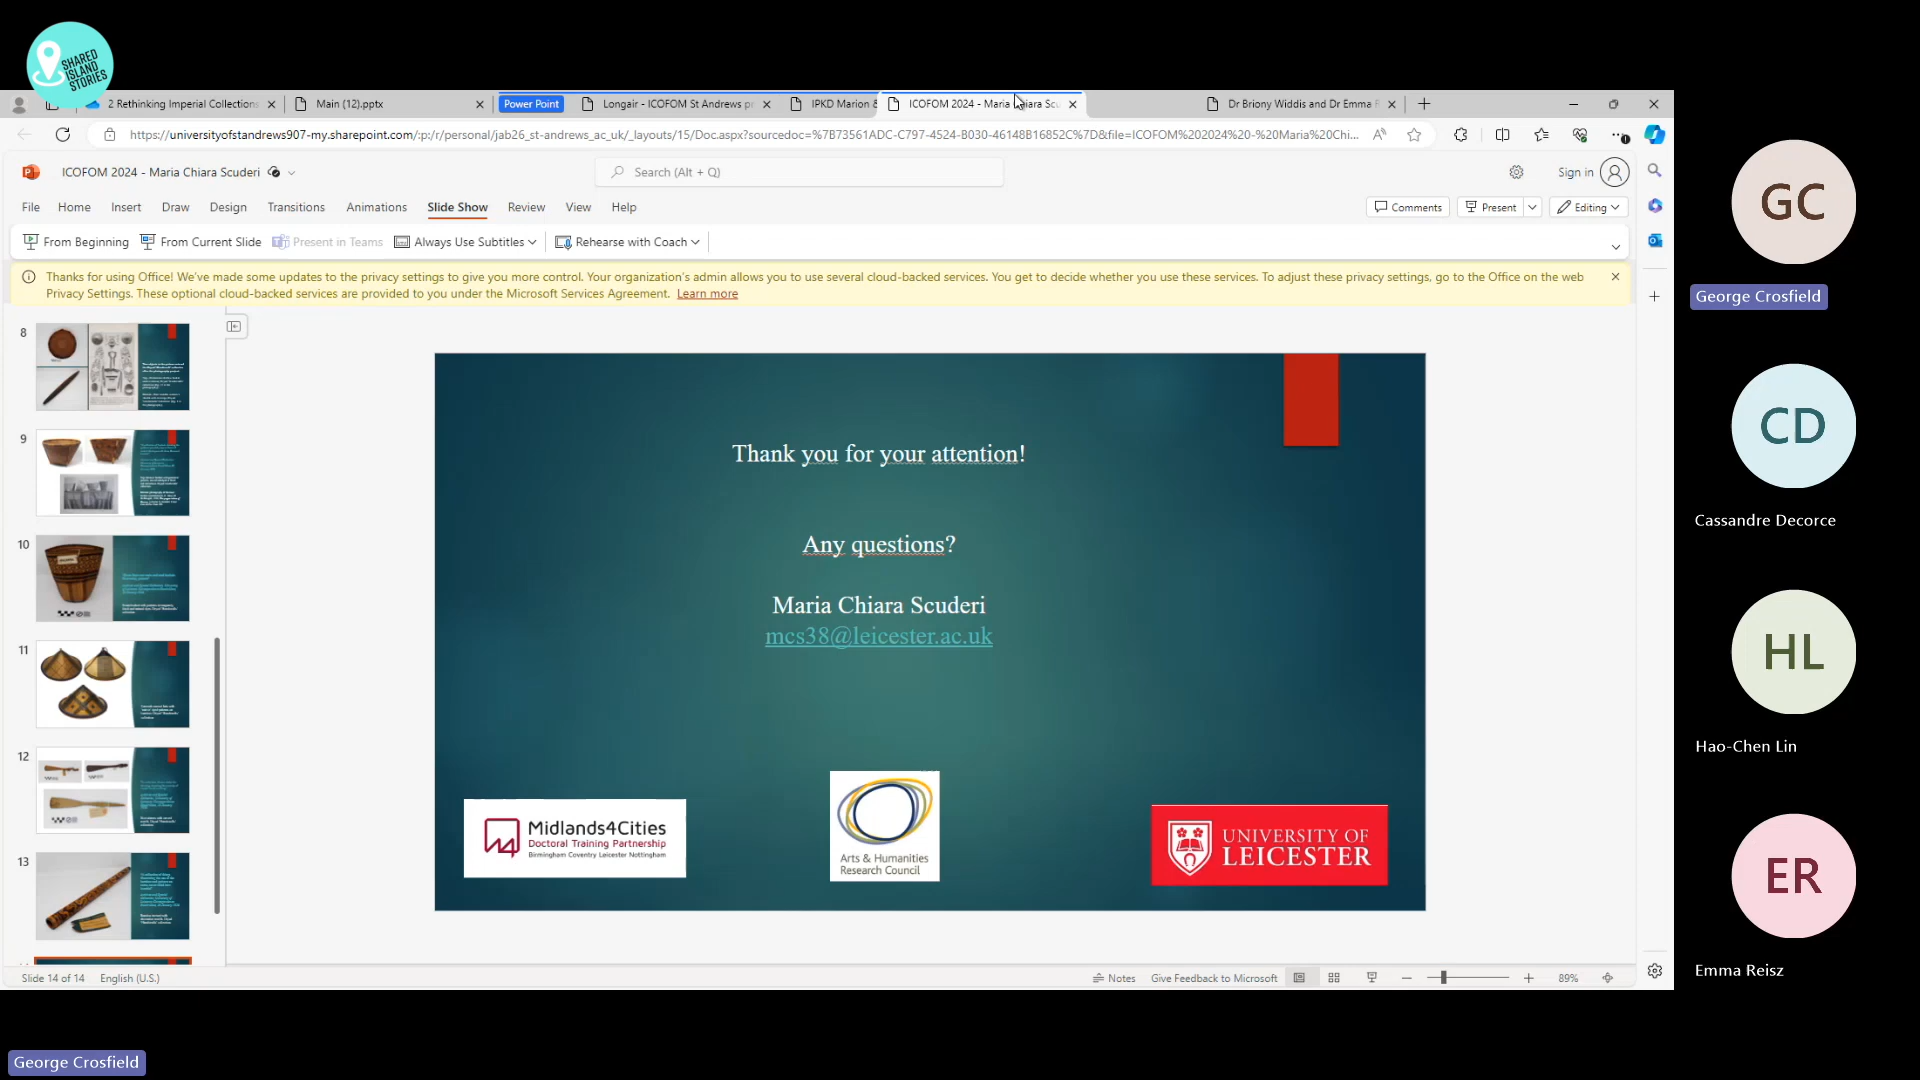 SHARED
ISLAND
STORIES
2 Rethinking Imperial Collections
Main (12).pptx
Power Point
Longair - ICOFOM St Andrews pr
IPKD Marion &
ICOFOM 2024 - Maria Chiara Scu
Dr Briony Widdis and Dr Emma R
https://universityofstandrews907-my.sharepoint.com/:p:/r/personal/jab26_st-andrews_ac_uk/_layouts/15/Doc.aspx?sourcedoc=%7B73561ADC-C797-4524-B030-46148B16852C%7D&file=ICOFOM%202024%20-%20Maria%20Chi...
ICOFOM 2024 - Maria Chiara Scuderi
Search (Alt + Q)
Sign in
File Home Insert Draw Design Transitions Animations Slide Show Review View Help
Comments Present Editing
From Beginning From Current Slide Present in Teams Always Use Subtitles Rehearse with Coach
Thanks for using Office! We've made some updates to the privacy settings to give you more control. Your organization's admin allows you to use several cloud-backed services. You get to decide whether you use these services. To adjust these privacy settings, go to the Office on the web
Privacy Settings. These optional cloud-backed services are provided to you under the Microsoft Services Agreement. Learn more
8
9
10
11
12
13
Thank you for your attention!
Any questions?
Maria Chiara Scuderi
mcs38@leicester.ac.uk
Midlands4Cities
Doctoral Training Partnership
Birmingham Coventry Leicester Nottingham
Arts & Humanities
Research Council
UNIVERSITY OF
LEICESTER
Slide 14 of 14 English (U.S.)
Notes Give Feedback to Microsoft 89%
GC
George Crosfield
CD
Cassandre Decorce
HL
Hao-Chen Lin
ER
Emma Reisz
George Crosfield